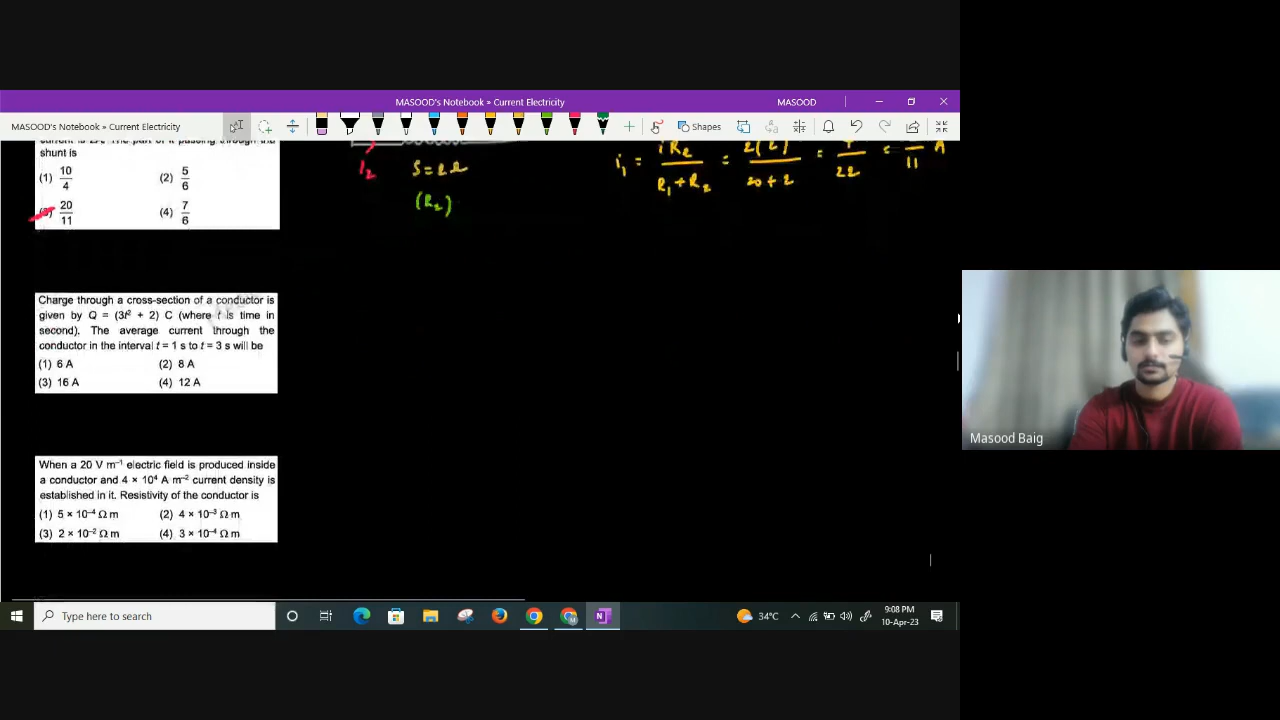 MASOOD's Notebook » Current Electricity
MASOOD
MASOOD's Notebook » Current Electricity
Shapes
shunt is
(1) 10/4 (2) 5/6
20/11 (4) 7/6
I₂
S = 2Ω
(R₂)
i₁ = iR₂/(R₁+R₂) = 2(2)/(20+2) = /22 = /11 A
Charge through a cross-section of a conductor is
given by Q = (3t² + 2) C (where t is time in
second). The average current through the
conductor in the interval t = 1 s to t = 3 s will be
(1) 6 A (2) 8 A
(3) 16 A (4) 12 A
When a 20 V m⁻¹ electric field is produced inside
a conductor and 4 × 10⁴ A m⁻² current density is
established in it. Resistivity of the conductor is
(1) 5 × 10⁻⁴ Ω m (2) 4 × 10⁻³ Ω m
(3) 2 × 10⁻² Ω m (4) 3 × 10⁻⁴ Ω m
Masood Baig
Type here to search
34°C
9:08 PM
10-Apr-23